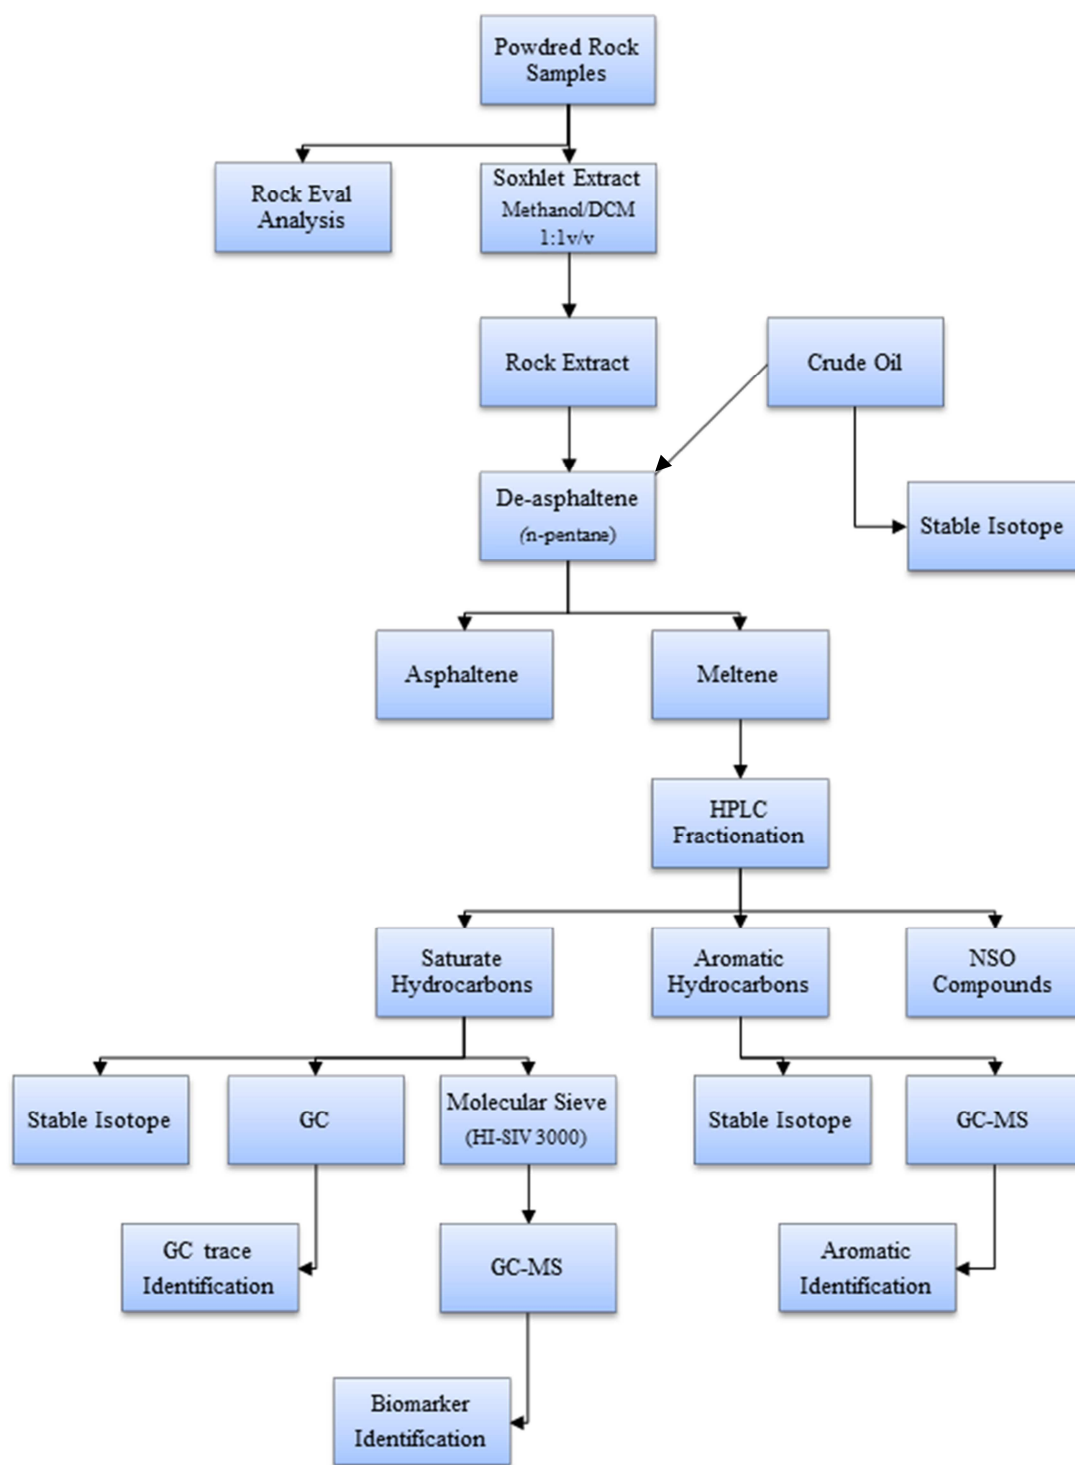 Powdred Rock
Samples
Rock Eval
Analysis
Soxhlet Extract
Methanol/DCM
1:1v/v
Rock Extract
Crude Oil
De-asphaltene
(n-pentane)
Stable Isotope
Asphaltene
Meltene
HPLC
Fractionation
Saturate
Hydrocarbons
Aromatic
Hydrocarbons
NSO
Compounds
Stable Isotope
GC
Molecular Sieve
(HI-SIV 3000)
Stable Isotope
GC-MS
GC trace
Identification
GC-MS
Aromatic
Identification
Biomarker
Identification